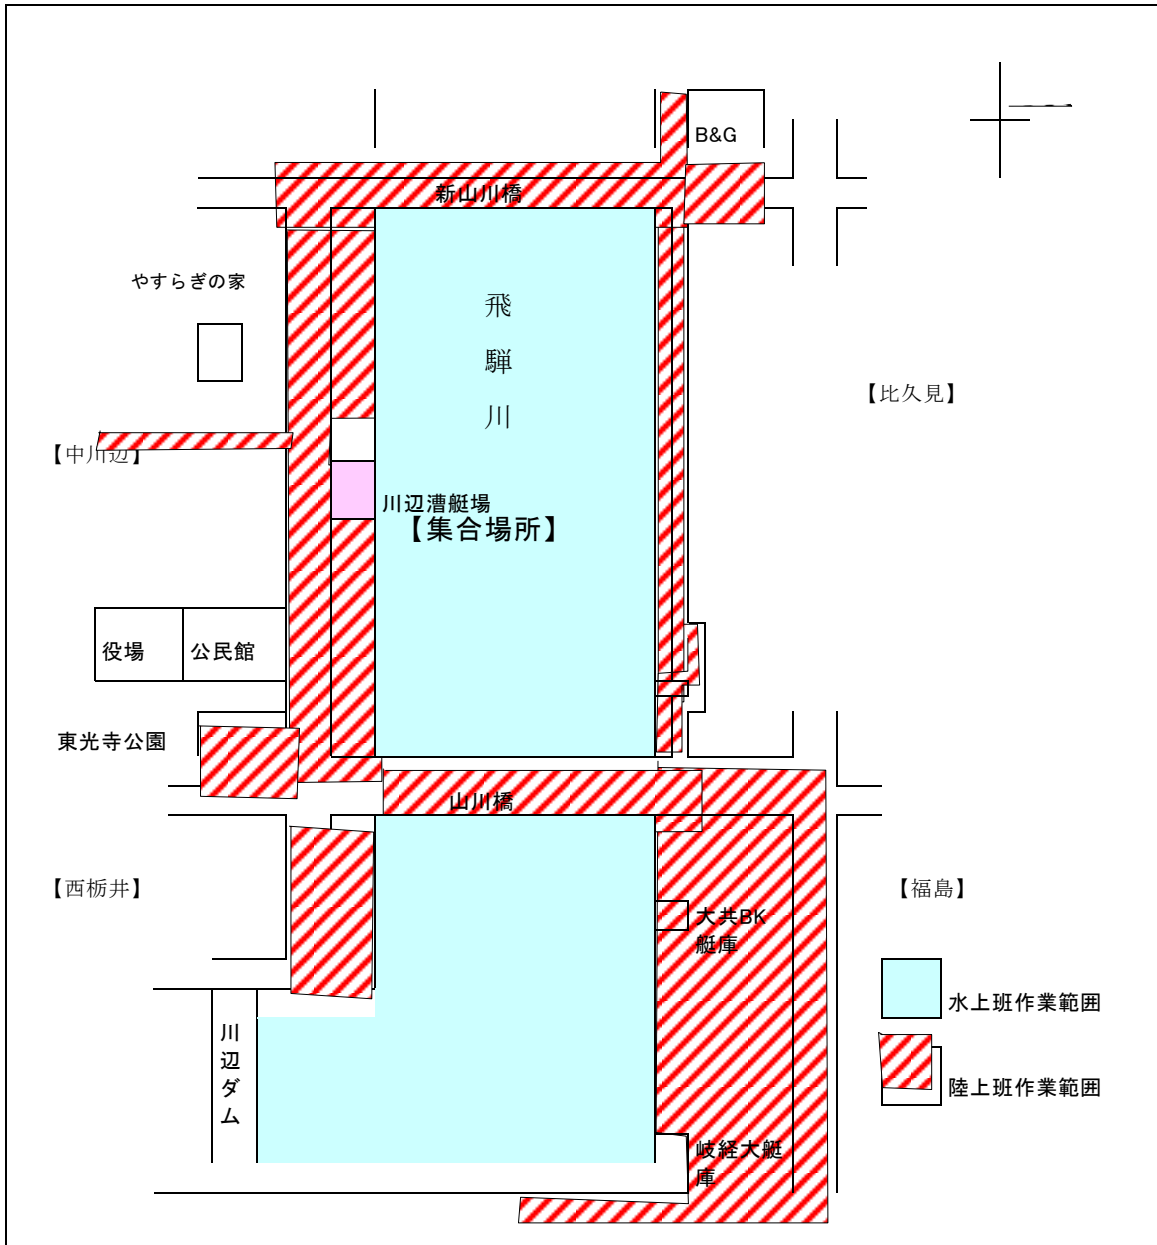 B&G
新山川橋
やすらぎの家
飛騨川
【比久見】
【中川辺】
川辺漕艇場
【集合場所】
役場
公民館
東光寺公園
山川橋
【西栃井】
【福島】
大共BK
艇庫
水上班作業範囲
川辺ダム
陸上班作業範囲
岐経大艇
庫